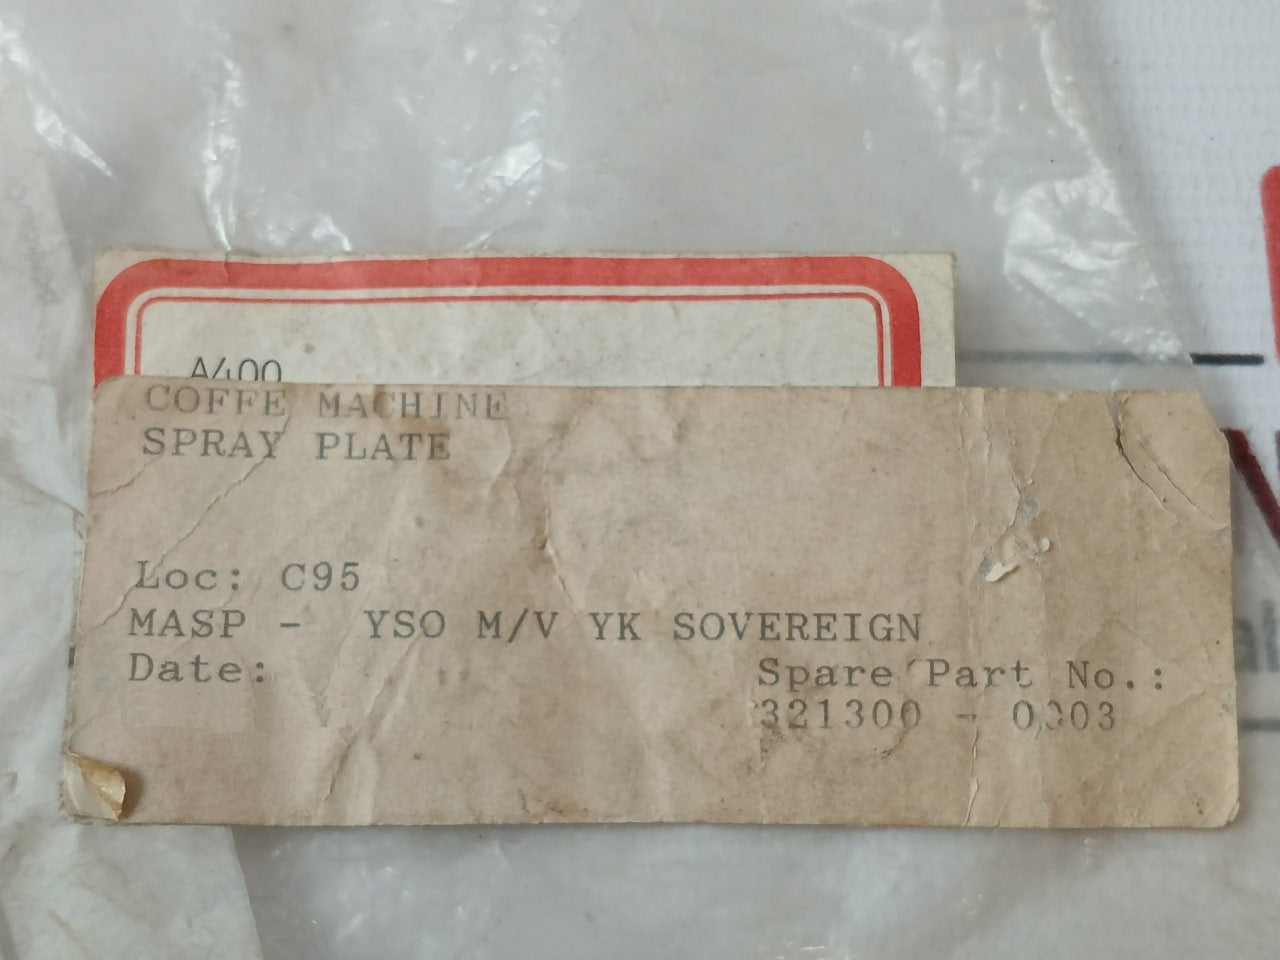 A400
COFFE MACHINE
SPRAY PLATE
Loc: C95
MASP - YSO M/V YK SOVEREIGN
Date:
Spare Part No.:
321300 - 0003